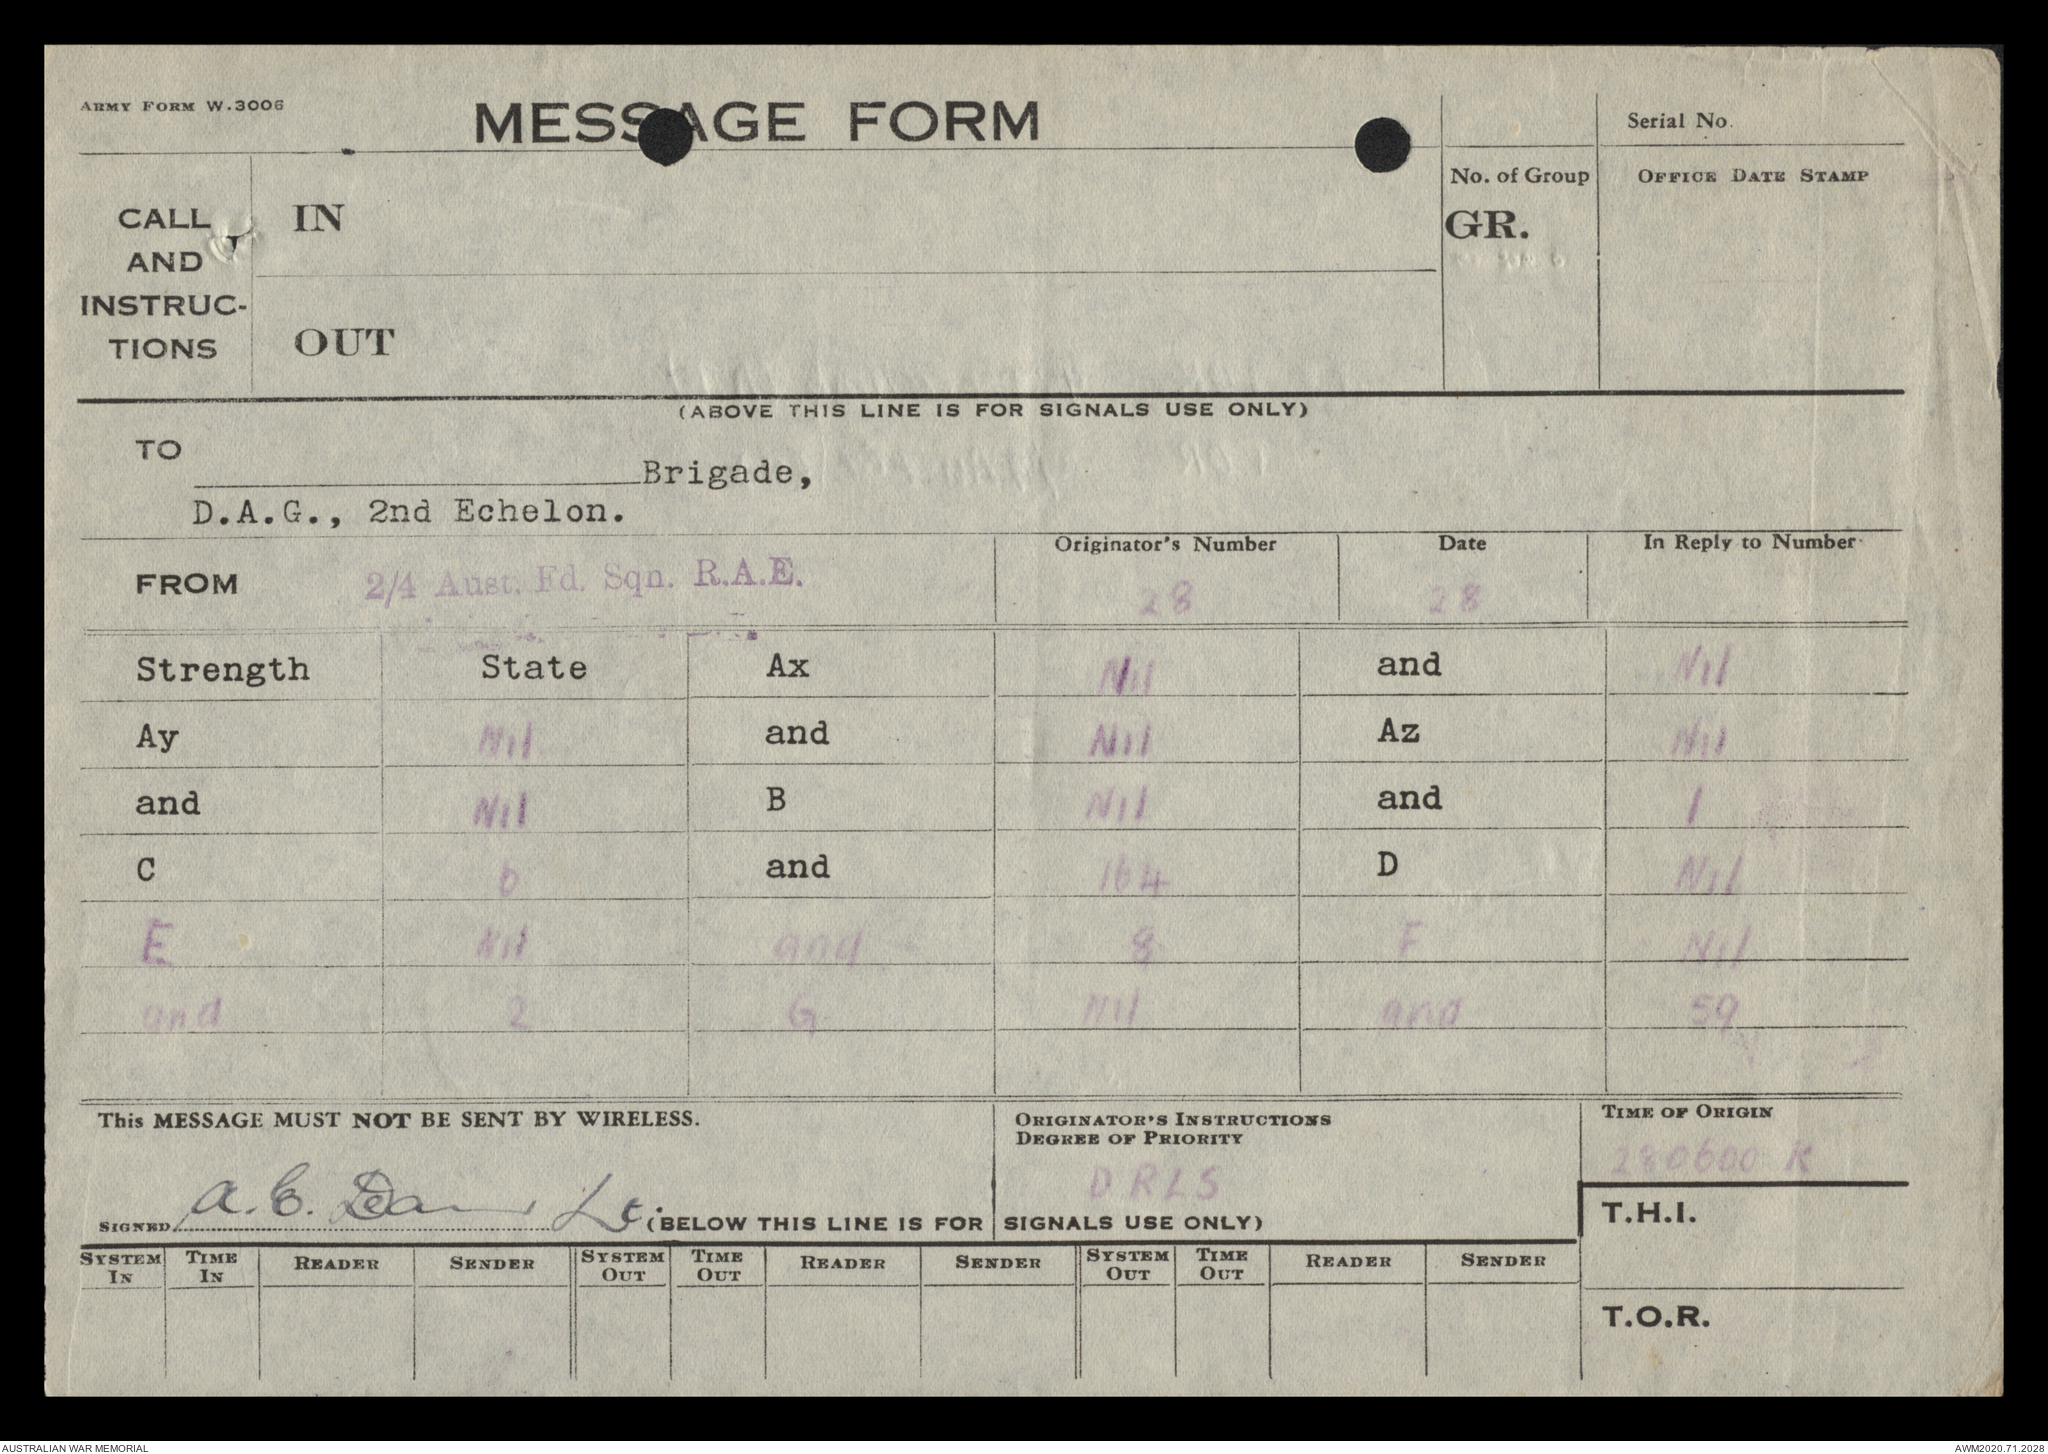 ARMY FORM W.3006
MESSAGE FORM
Serial No.
CALL
AND
INSTRUC-
TIONS
IN
OUT
No. of Group
GR.
OFFICE DATE STAMP
(ABOVE THIS LINE IS FOR SIGNALS USE ONLY)
TO
Brigade,
D.A.G., 2nd Echelon.
FROM 2/4 Aust. Fd. Sqn. R.A.E.
Originator's Number
28
Date
28
In Reply to Number
Strength State Ax Nil and Nil
Ay Nil and Nil Az Nil
and Nil B Nil and 1
C 6 and 164 D Nil
E Nil and 8 F Nil
and 2 G Nil and 59
This MESSAGE MUST NOT BE SENT BY WIRELESS.
SIGNED A.C. Lt.
ORIGINATOR'S INSTRUCTIONS
DEGREE OF PRIORITY
DRLS
TIME OF ORIGIN
280600 K
(BELOW THIS LINE IS FOR SIGNALS USE ONLY)
T.H.I.
T.O.R.
SYSTEM IN TIME IN READER SENDER SYSTEM OUT TIME OUT READER SENDER SYSTEM OUT TIME OUT READER SENDER
AUSTRALIAN WAR MEMORIAL
AWM2020.71.2028